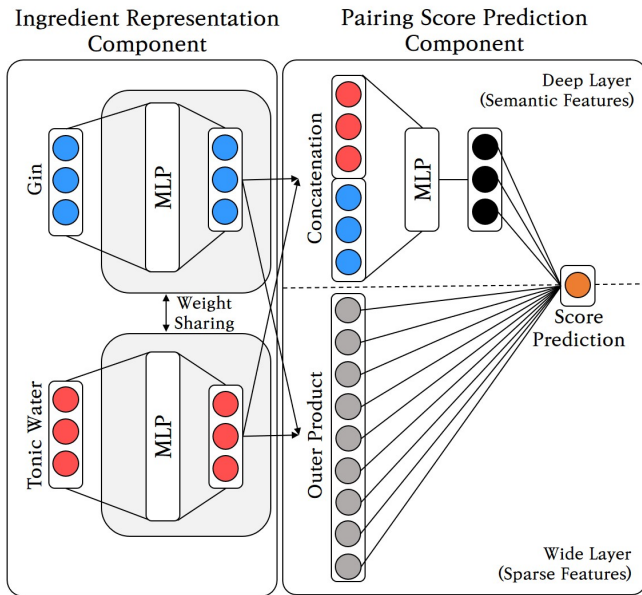 Ingredient Representation
Component
Pairing Score Prediction
Component
Gin
MLP
Weight
Sharing
Tonic Water
MLP
Concatenation
MLP
Deep Layer
(Semantic Features)
Score
Prediction
Outer Product
Wide Layer
(Sparse Features)